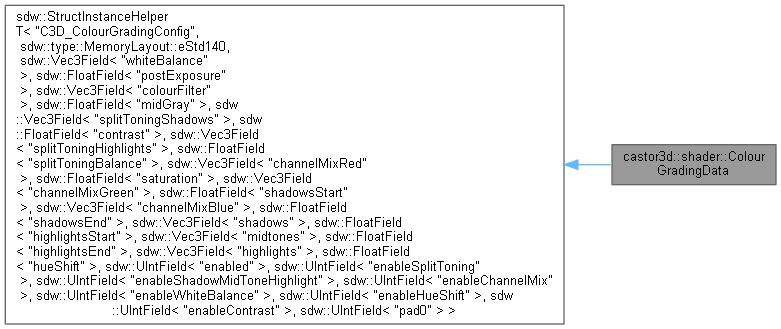 sdw::StructInstanceHelper
T< "C3D_ColourGradingConfig",
sdw::type::MemoryLayout::eStd140,
sdw::Vec3Field< "whiteBalance"
>, sdw::FloatField< "postExposure"
>, sdw::Vec3Field< "colourFilter"
>, sdw::FloatField< "midGray" >, sdw
::Vec3Field< "splitToningShadows" >, sdw
::FloatField< "contrast" >, sdw::Vec3Field
< "splitToningHighlights" >, sdw::FloatField
< "splitToningBalance" >, sdw::Vec3Field< "channelMixRed"
>, sdw::FloatField< "saturation" >, sdw::Vec3Field
< "channelMixGreen" >, sdw::FloatField< "shadowsStart"
>, sdw::Vec3Field< "channelMixBlue" >, sdw::FloatField
< "shadowsEnd" >, sdw::Vec3Field< "shadows" >, sdw::FloatField
< "highlightsStart" >, sdw::Vec3Field< "midtones" >, sdw::FloatField
< "highlightsEnd" >, sdw::Vec3Field< "highlights" >, sdw::FloatField
< "hueShift" >, sdw::UIntField< "enabled" >, sdw::UIntField< "enableSplitToning"
>, sdw::UIntField< "enableShadowMidToneHighlight" >, sdw::UIntField< "enableChannelMix"
>, sdw::UIntField< "enableWhiteBalance" >, sdw::UIntField< "enableHueShift" >, sdw
::UIntField< "enableContrast" >, sdw::UIntField< "pad0" > >
castor3d::shader::Colour
GradingData